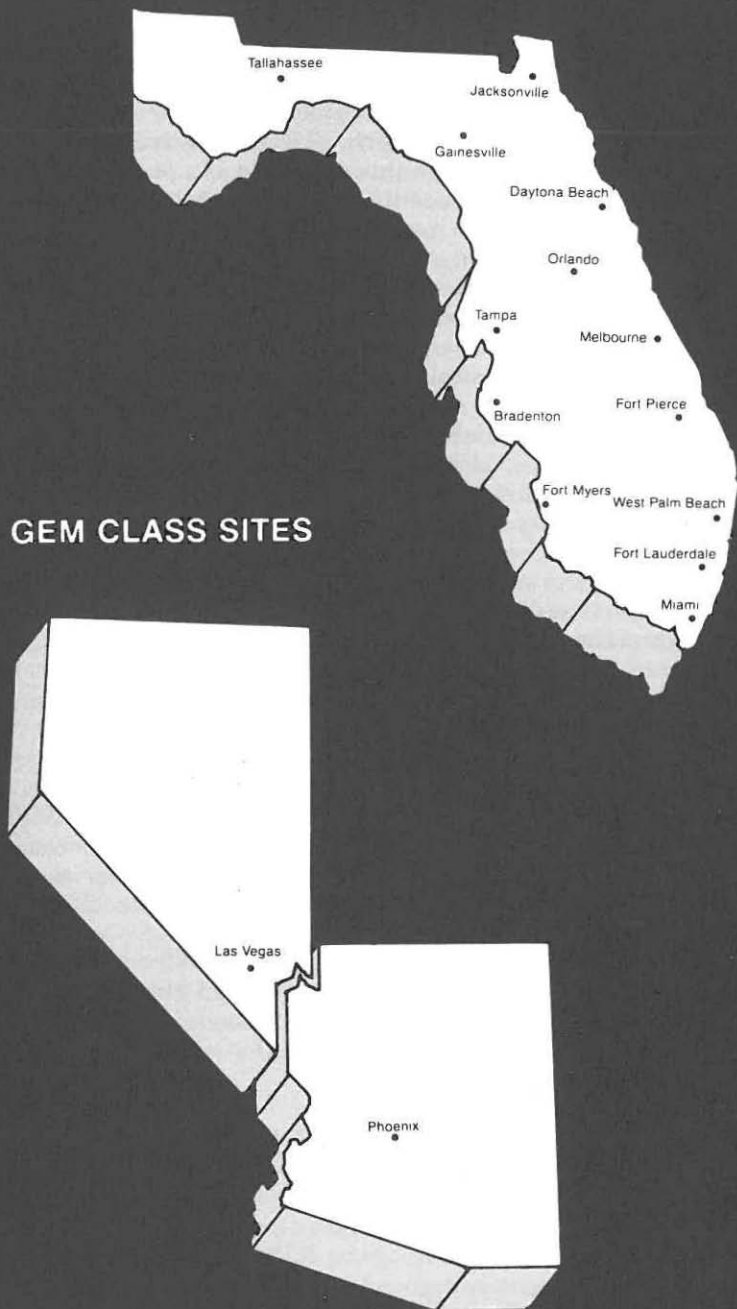 Tallahassee
Jacksonville
Gainesville
Daytona Beach
Orlando
Tampa
Melbourne
Bradenton
Fort Pierce
Fort Myers
West Palm Beach
GEM CLASS SITES
Fort Lauderdale
Miami
Las Vegas
Phoenix